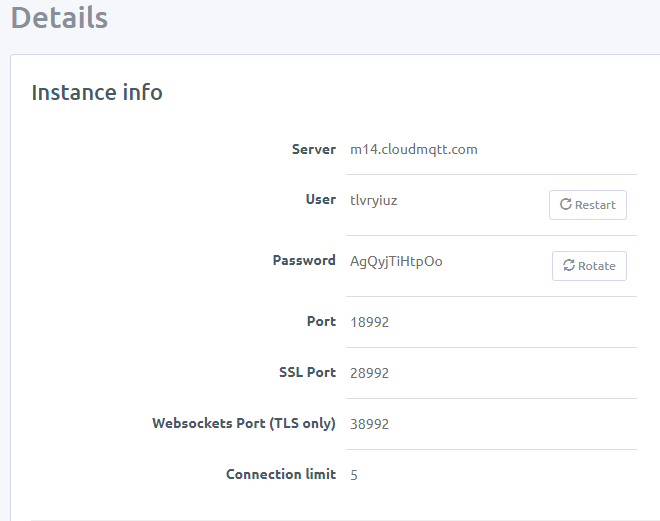 Details
Instance info
Server m14.cloudmqtt.com
User tlvryiuz Restart
Password AgQyjTiHtpOo Rotate
Port 18992
SSL Port 28992
Websockets Port (TLS only) 38992
Connection limit 5